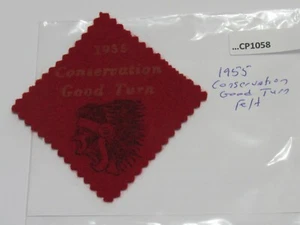 ...CP1058
1955
Conservation
Good Turn
1955
Conservation
Good Turn
Felt